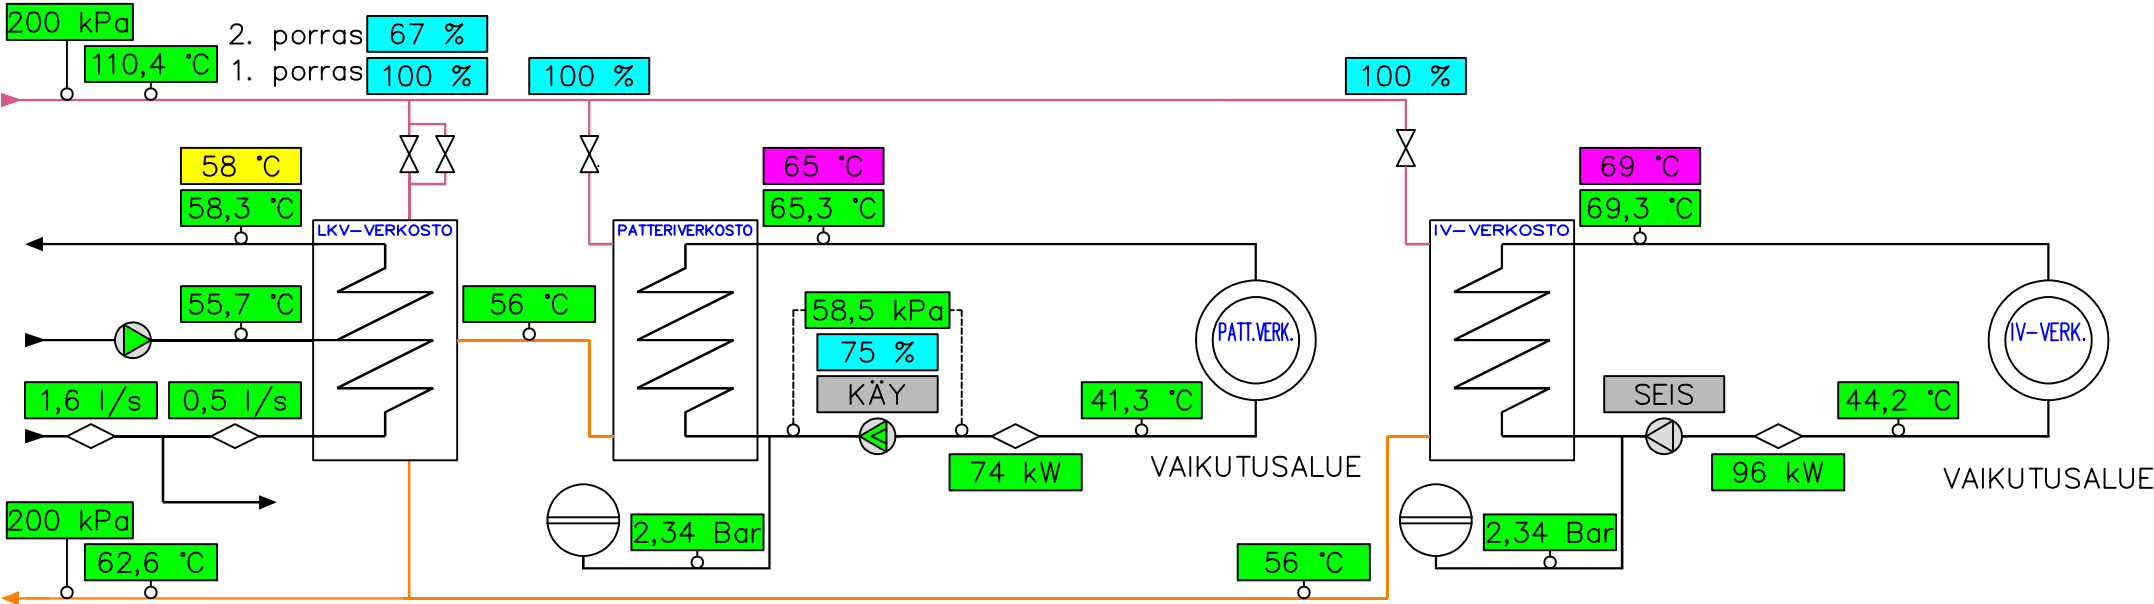 200 kPa
110,4 °C
2. porras 67 %
1. porras 100 %
100 %
100 %
58 °C
58,3 °C
65 °C
65,3 °C
69 °C
69,3 °C
LKV-VERKOSTO
PATTERIVERKOSTO
IV-VERKOSTO
55,7 °C
56 °C
58,5 kPa
75 %
KÄY
PATT.VERK.
SEIS
IV-VERK.
1,6 l/s
0,5 l/s
41,3 °C
44,2 °C
74 kW
VAIKUTUSALUE
96 kW
VAIKUTUSALUE
200 kPa
62,6 °C
2,34 Bar
56 °C
2,34 Bar